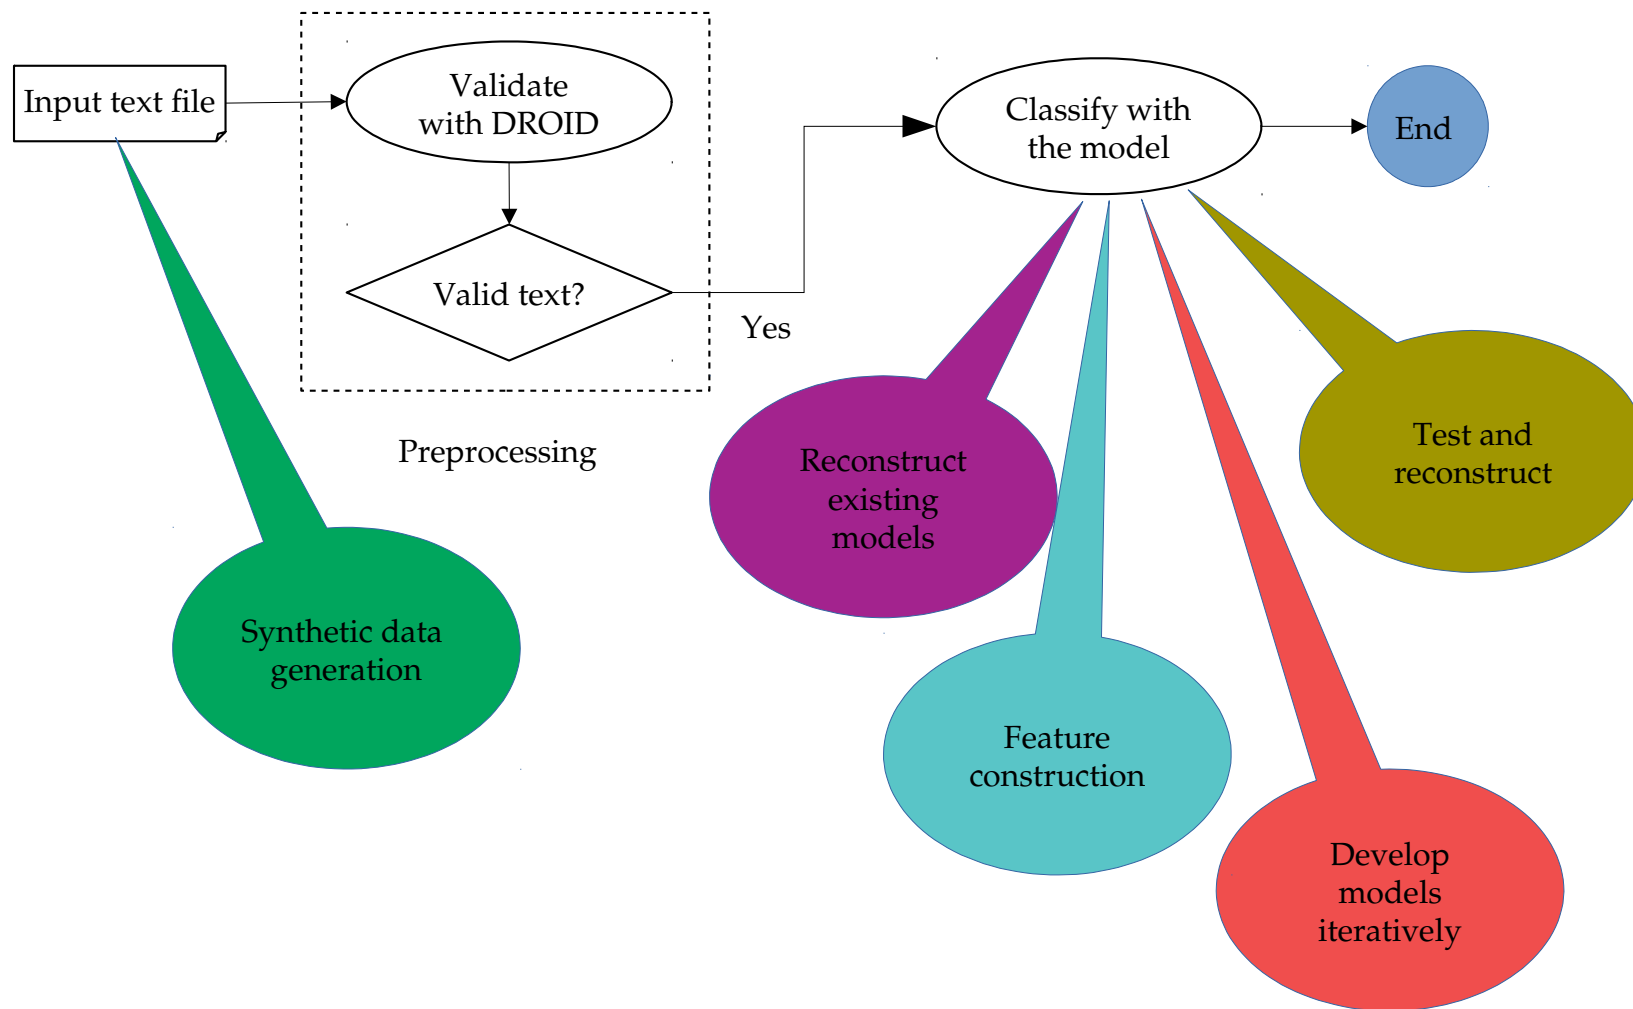 Input text file
Validate
with DROID
Valid text?
Yes
Preprocessing
Classify with
the model
End
Synthetic data
generation
Reconstruct
existing
models
Feature
construction
Develop
models
iteratively
Test and
reconstruct